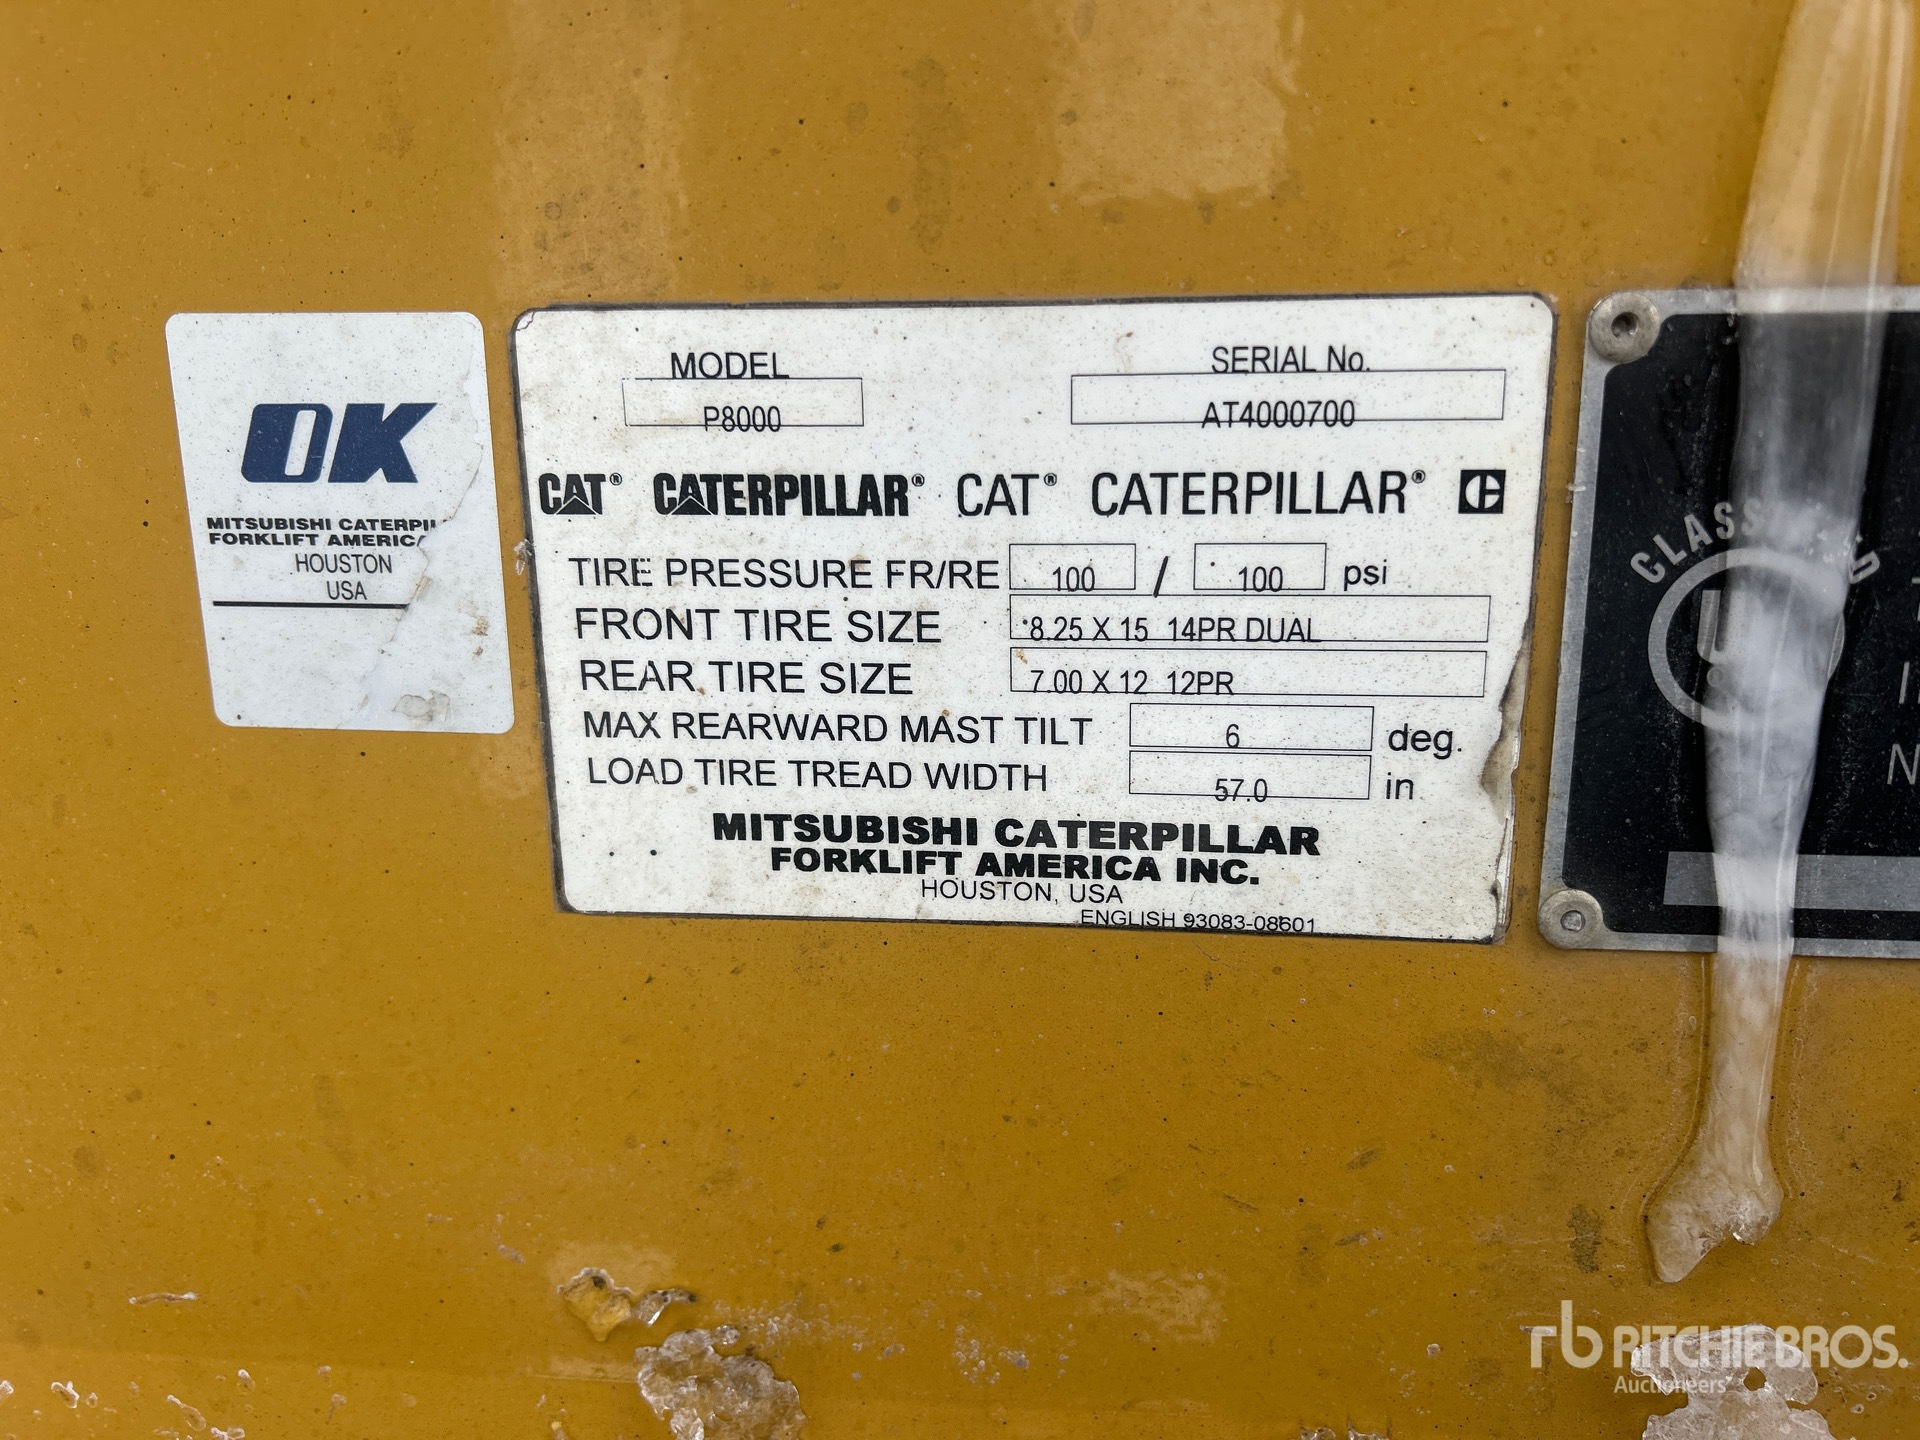 OK
MITSUBISHI CATERPIL
FORKLIFT AMERICA
HOUSTON
USA
MODEL
P8000
SERIAL No.
AT4000700
CAT® CATERPILLAR® CAT® CATERPILLAR® C
TIRE PRESSURE FR/RE 100 / 100 psi
FRONT TIRE SIZE 8.25 X 15 14PR DUAL
REAR TIRE SIZE 7.00 X 12 12PR
MAX REARWARD MAST TILT 6 deg.
LOAD TIRE TREAD WIDTH 57.0 in
MITSUBISHI CATERPILLAR
FORKLIFT AMERICA INC.
HOUSTON, USA
ENGLISH 93083-08601
rb RITCHIE BROS.
Auctioneers